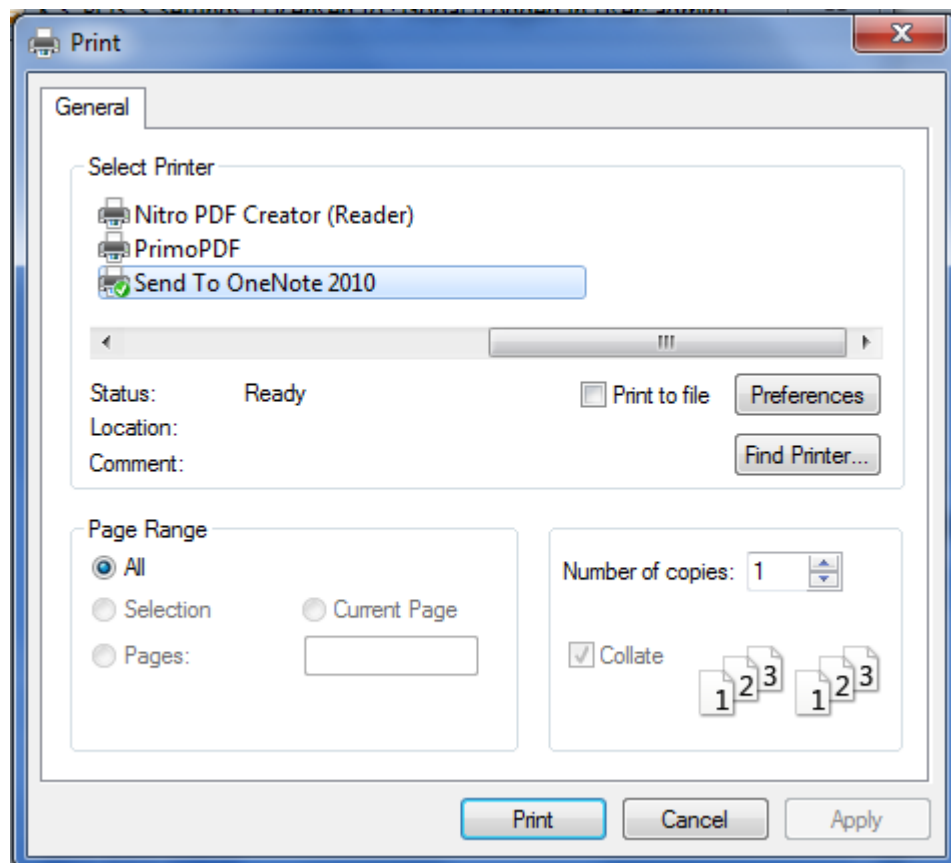 Print
General
Select Printer
Nitro PDF Creator (Reader)
PrimoPDF
Send To OneNote 2010
Status: Ready Print to file Preferences
Location:
Comment: Find Printer...
Page Range
All
Selection Current Page
Pages:
Number of copies: 1
Collate
1 2 3 1 2 3
Print Cancel Apply